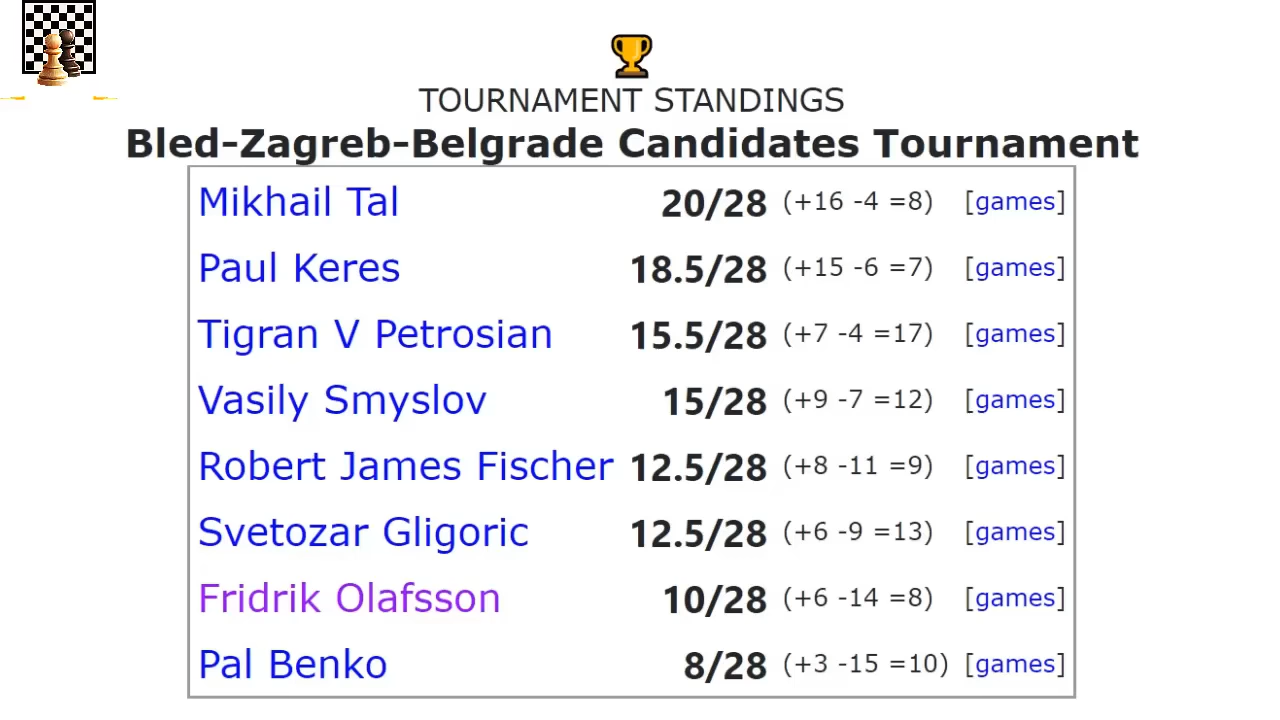 TOURNAMENT STANDINGS
Bled-Zagreb-Belgrade Candidates Tournament
Mikhail Tal 20/28 (+16 -4 =8) [games]
Paul Keres 18.5/28 (+15 -6 =7) [games]
Tigran V Petrosian 15.5/28 (+7 -4 =17) [games]
Vasily Smyslov 15/28 (+9 -7 =12) [games]
Robert James Fischer 12.5/28 (+8 -11 =9) [games]
Svetozar Gligoric 12.5/28 (+6 -9 =13) [games]
Fridrik Olafsson 10/28 (+6 -14 =8) [games]
Pal Benko 8/28 (+3 -15 =10) [games]